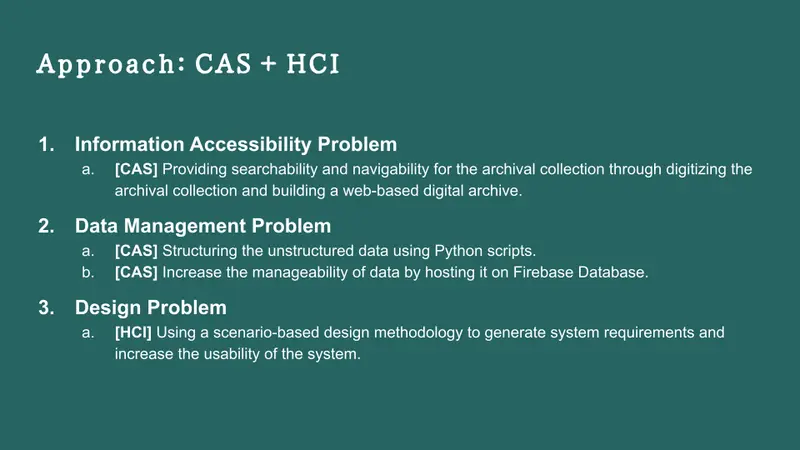 Approach: CAS + HCI
1. Information Accessibility Problem
a. [CAS] Providing searchability and navigability for the archival collection through digitizing the
archival collection and building a web-based digital archive.
2. Data Management Problem
a. [CAS] Structuring the unstructured data using Python scripts.
b. [CAS] Increase the manageability of data by hosting it on Firebase Database.
3. Design Problem
a. [HCI] Using a scenario-based design methodology to generate system requirements and
increase the usability of the system.